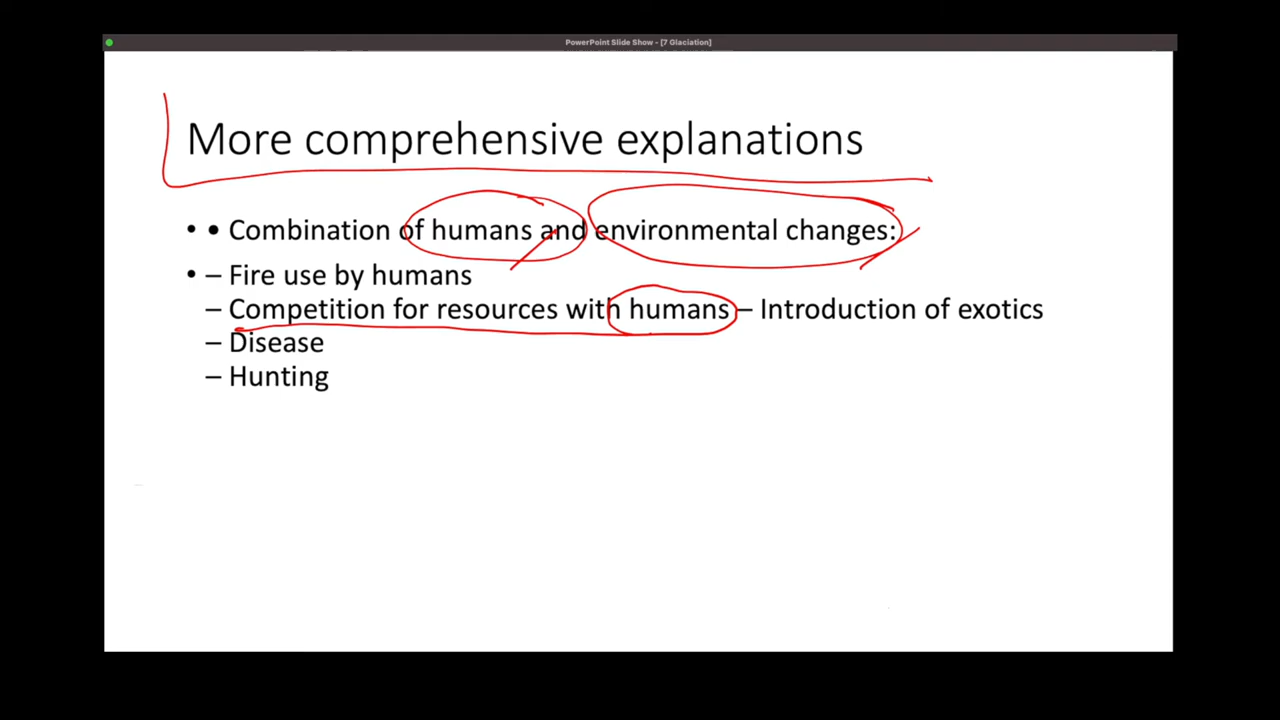 PowerPoint Slide Show - [7 Glaciation]
More comprehensive explanations
• • Combination of humans and environmental changes:
• – Fire use by humans
– Competition for resources with humans – Introduction of exotics
– Disease
– Hunting